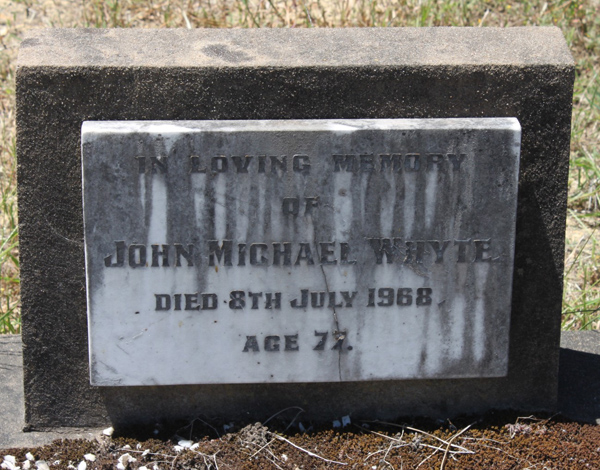 IN LOVING MEMORY
OF
JOHN MICHAEL WHYTE
DIED 8TH JULY 1968.
AGE 77.